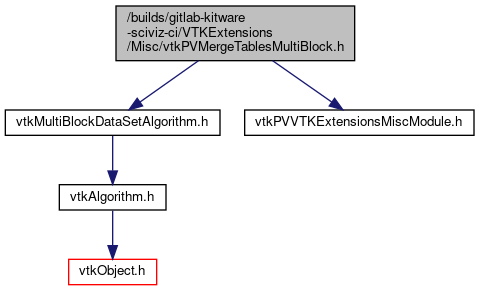 /builds/gitlab-kitware
-sciviz-ci/VTKExtensions
/Misc/vtkPVMergeTablesMultiBlock.h
vtkMultiBlockDataSetAlgorithm.h
vtkPVVTKExtensionsMiscModule.h
vtkAlgorithm.h
vtkObject.h